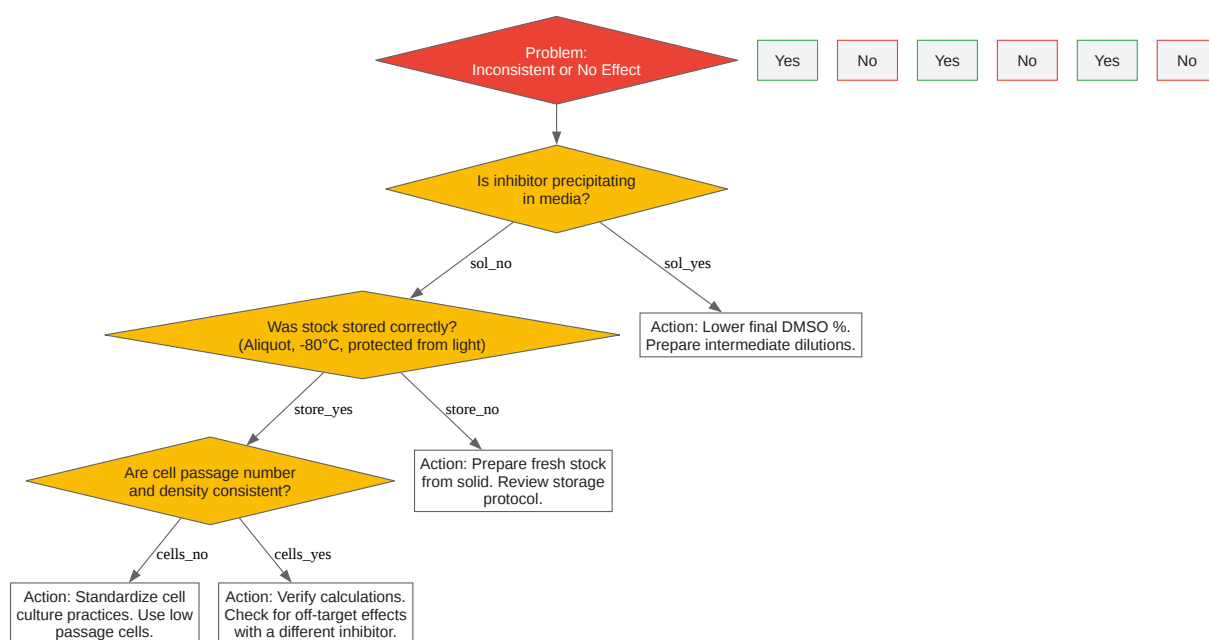 Problem:
Inconsistent or No Effect
Yes
No
Yes
No
Yes
No
Is inhibitor precipitating
in media?
sol_no
sol_yes
Was stock stored correctly?
(Aliquot, -80°C, protected from light)
Action: Lower final DMSO %.
Prepare intermediate dilutions.
store_yes
store_no
Are cell passage number
and density consistent?
Action: Prepare fresh stock
from solid. Review storage
protocol.
cells_no
cells_yes
Action: Standardize cell
culture practices. Use low
passage cells.
Action: Verify calculations.
Check for off-target effects
with a different inhibitor.